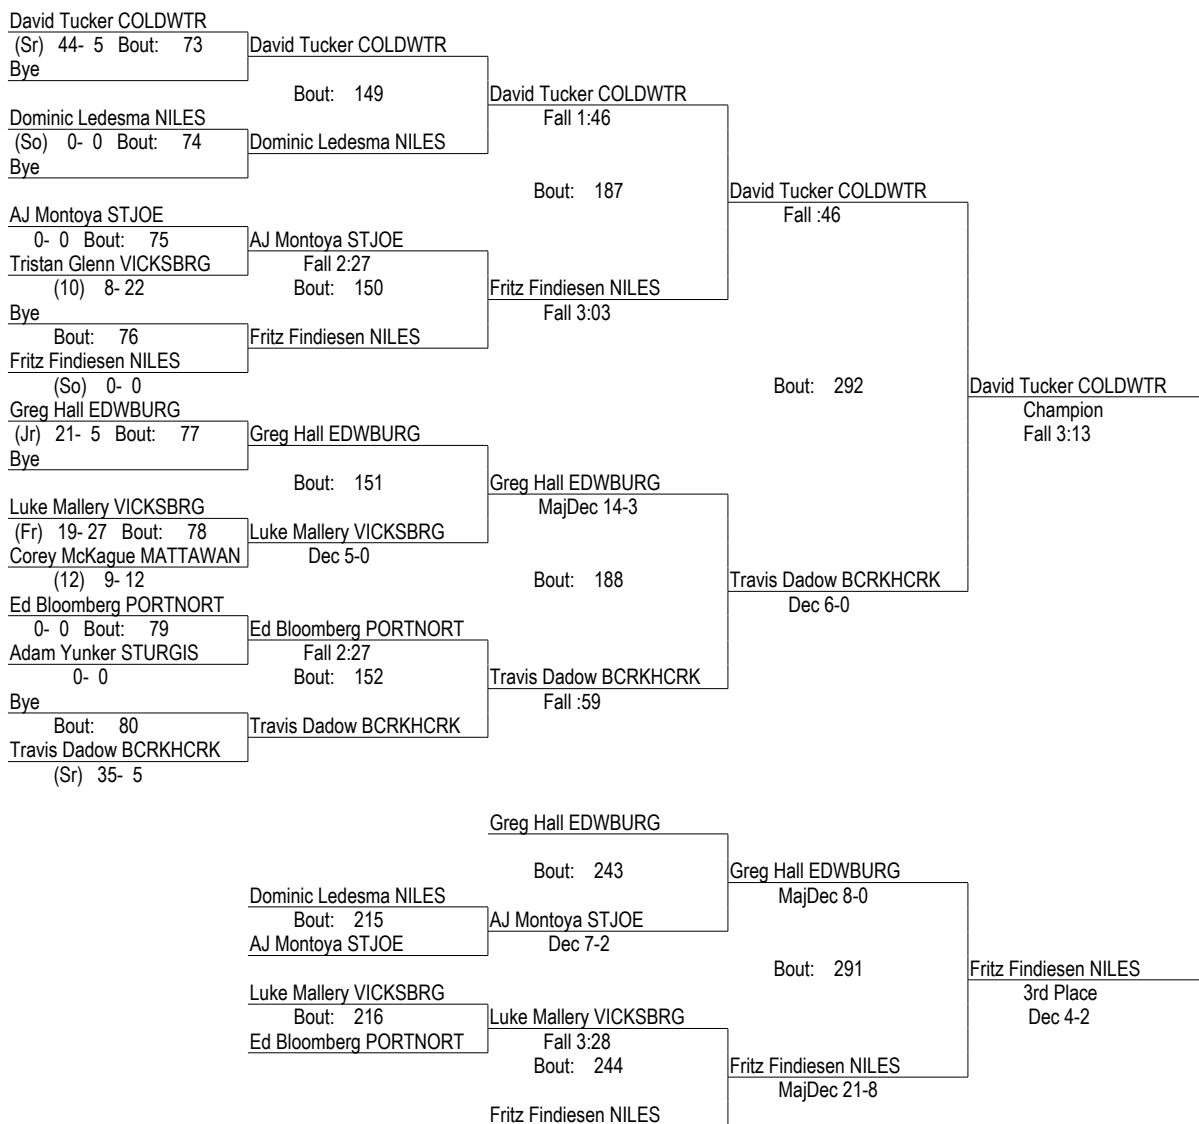 David Tucker COLDWTR
(Sr) 44- 5 Bout: 73
David Tucker COLDWTR
Bye
Bout: 149
David Tucker COLDWTR
Dominic Ledesma NILES
Fall 1:46
(So) 0- 0 Bout: 74
Dominic Ledesma NILES
Bye
Bout: 187
David Tucker COLDWTR
AJ Montoya STJOE
Fall :46
0- 0 Bout: 75
AJ Montoya STJOE
Tristan Glenn VICKSBRG
Fall 2:27
(10) 8- 22
Bout: 150
Fritz Findiesen NILES
Bye
Fall 3:03
Bout: 76
Fritz Findiesen NILES
Fritz Findiesen NILES
(So) 0- 0
Bout: 292
David Tucker COLDWTR
Greg Hall EDWBURG
Champion
(Jr) 21- 5 Bout: 77
Greg Hall EDWBURG
Fall 3:13
Bye
Bout: 151
Greg Hall EDWBURG
Luke Mallery VICKSBRG
MajDec 14-3
(Fr) 19- 27 Bout: 78
Luke Mallery VICKSBRG
Corey McKague MATTAWAN
Dec 5-0
(12) 9- 12
Bout: 188
Travis Dadow BCRKHCRK
Ed Bloomberg PORTNORT
Dec 6-0
0- 0 Bout: 79
Ed Bloomberg PORTNORT
Adam Yunker STURGIS
Fall 2:27
0- 0
Bout: 152
Travis Dadow BCRKHCRK
Bye
Fall :59
Bout: 80
Travis Dadow BCRKHCRK
Travis Dadow BCRKHCRK
(Sr) 35- 5
Greg Hall EDWBURG
Bout: 243
Greg Hall EDWBURG
Dominic Ledesma NILES
MajDec 8-0
Bout: 215
AJ Montoya STJOE
AJ Montoya STJOE
Dec 7-2
Bout: 291
Fritz Findiesen NILES
Luke Mallery VICKSBRG
3rd Place
Bout: 216
Luke Mallery VICKSBRG
Dec 4-2
Ed Bloomberg PORTNORT
Fall 3:28
Bout: 244
Fritz Findiesen NILES
MajDec 21-8
Fritz Findiesen NILES